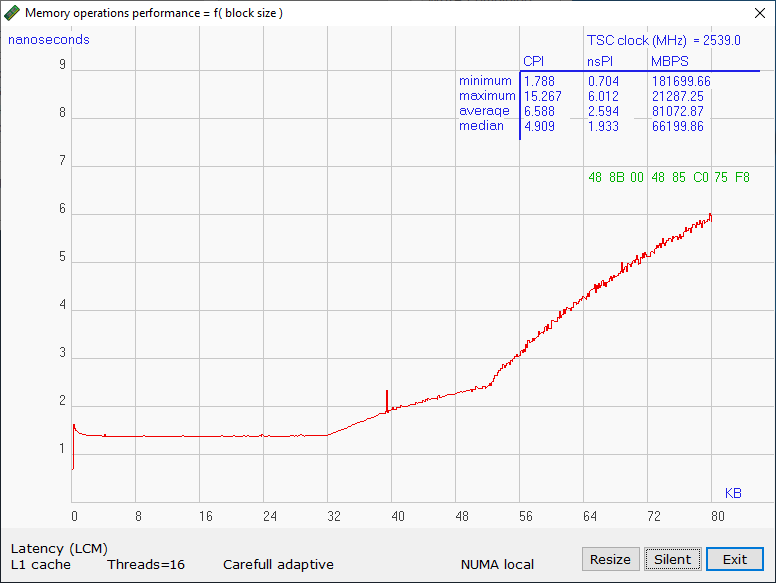 Memory operations performance = f( block size )
nanoseconds
TSC clock (MHz) = 2539.0
CPI nsPI MBPS
minimum 1.788 0.704 181699.66
maximum 15.267 6.012 21287.25
average 6.588 2.594 81072.87
median 4.909 1.933 66199.86
48 8B 00 48 85 C0 75 F8
9
8
7
6
5
4
3
2
1
KB
0 8 16 24 32 40 48 56 64 72 80
Latency (LCM)
L1 cache Threads=16 Carefull adaptive NUMA local
Resize Silent Exit